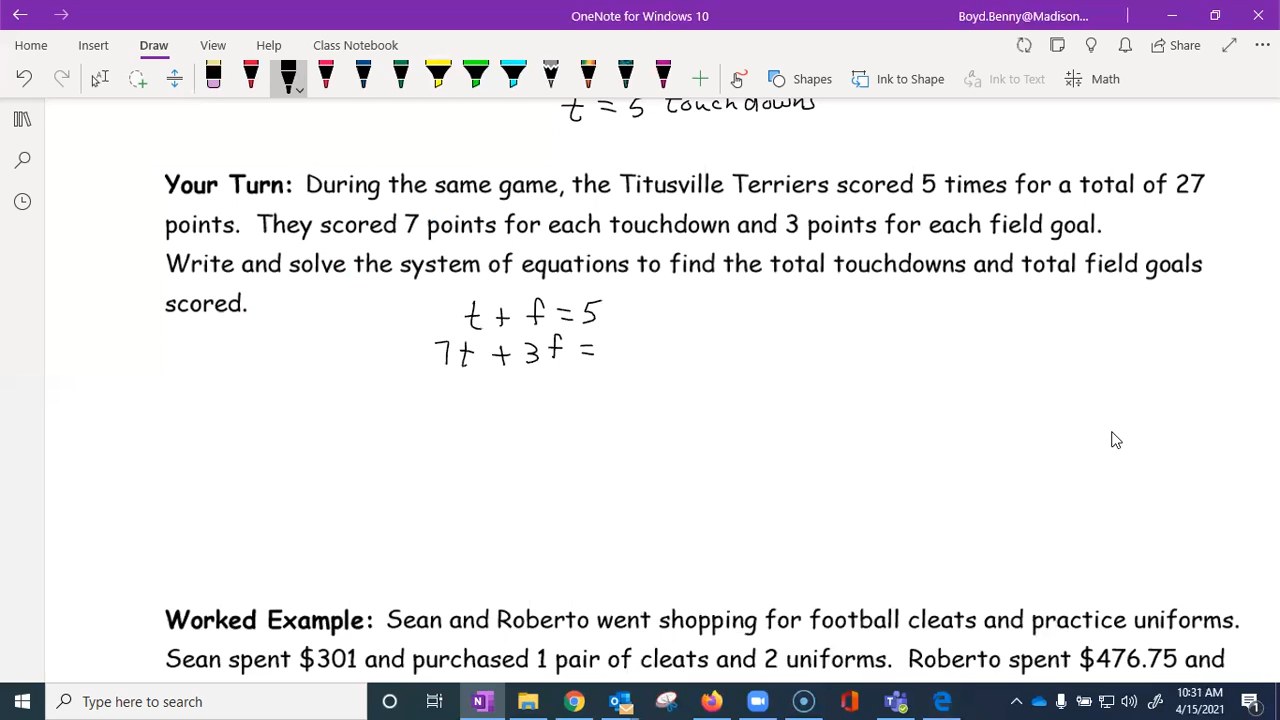 OneNote for Windows 10
Boyd.Benny@Madison...
Home Insert Draw View Help Class Notebook
Share
Shapes Ink to Shape Ink to Text Math
t = 5 touchdowns
Your Turn: During the same game, the Titusville Terriers scored 5 times for a total of 27
points. They scored 7 points for each touchdown and 3 points for each field goal.
Write and solve the system of equations to find the total touchdowns and total field goals
scored.
t + f = 5
7t + 3f =
Worked Example: Sean and Roberto went shopping for football cleats and practice uniforms.
Sean spent $301 and purchased 1 pair of cleats and 2 uniforms. Roberto spent $476.75 and
Type here to search
10:31 AM
4/15/2021